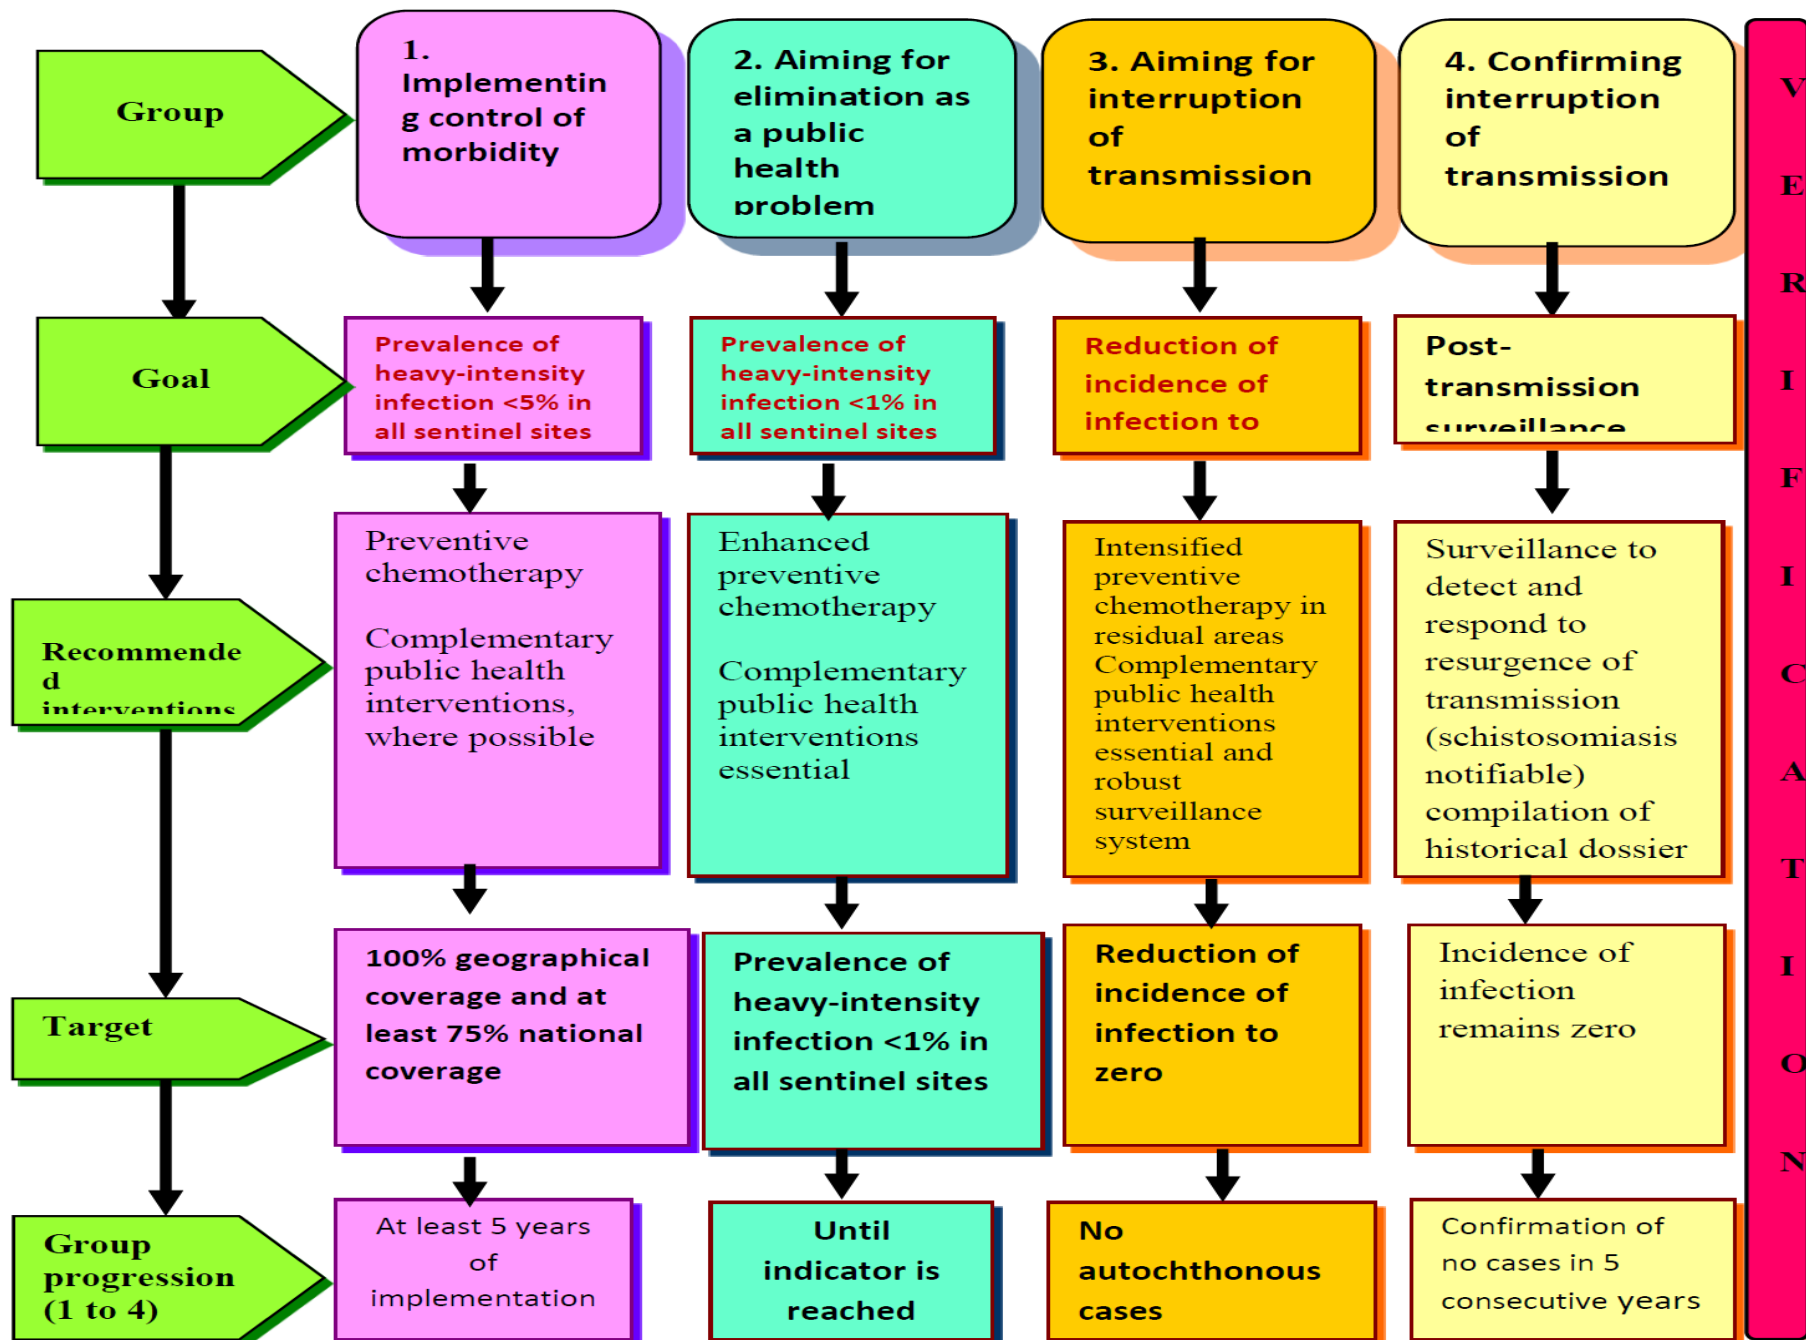 Group
1.
Implementin
g control of
morbidity
2. Aiming for
elimination as
a public
health
problem
3. Aiming for
interruption
of
transmission
4. Confirming
interruption
of
transmission
Goal
Prevalence of
heavy-intensity
infection <5% in
all sentinel sites
Prevalence of
heavy-intensity
infection <1% in
all sentinel sites
Reduction of
incidence of
infection to
Post-
transmission
surveillance
Recommende
d
interventions
Preventive
chemotherapy
Complementary
public health
interventions,
where possible
Enhanced
preventive
chemotherapy
Complementary
public health
interventions
essential
Intensified
preventive
chemotherapy in
residual areas
Complementary
public health
interventions
essential and
robust
surveillance
system
Surveillance to
detect and
respond to
resurgence of
transmission
(schistosomiasis
notifiable)
compilation of
historical dossier
Target
100% geographical
coverage and at
least 75% national
coverage
Prevalence of
heavy-intensity
infection <1% in
all sentinel sites
Reduction of
incidence of
infection to
zero
Incidence of
infection
remains zero
Group
progression
(1 to 4)
At least 5 years
of
implementation
Until
indicator is
reached
No
autochthonous
cases
Confirmation of
no cases in 5
consecutive years
V
E
R
I
F
I
C
A
T
I
O
N